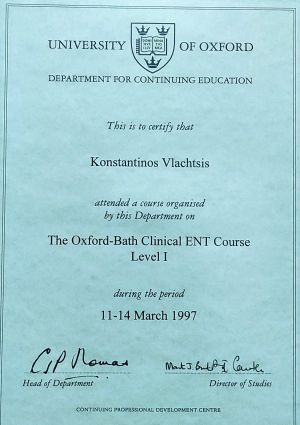 UNIVERSITY OF OXFORD
DEPARTMENT FOR CONTINUING EDUCATION
This is to certify that
Konstantinos Vlachtsis
attended a course organised
by this Department on
The Oxford-Bath Clinical ENT Course
Level I
during the period
11-14 March 1997
Head of Department Director of Studies
CONTINUING PROFESSIONAL DEVELOPMENT CENTRE